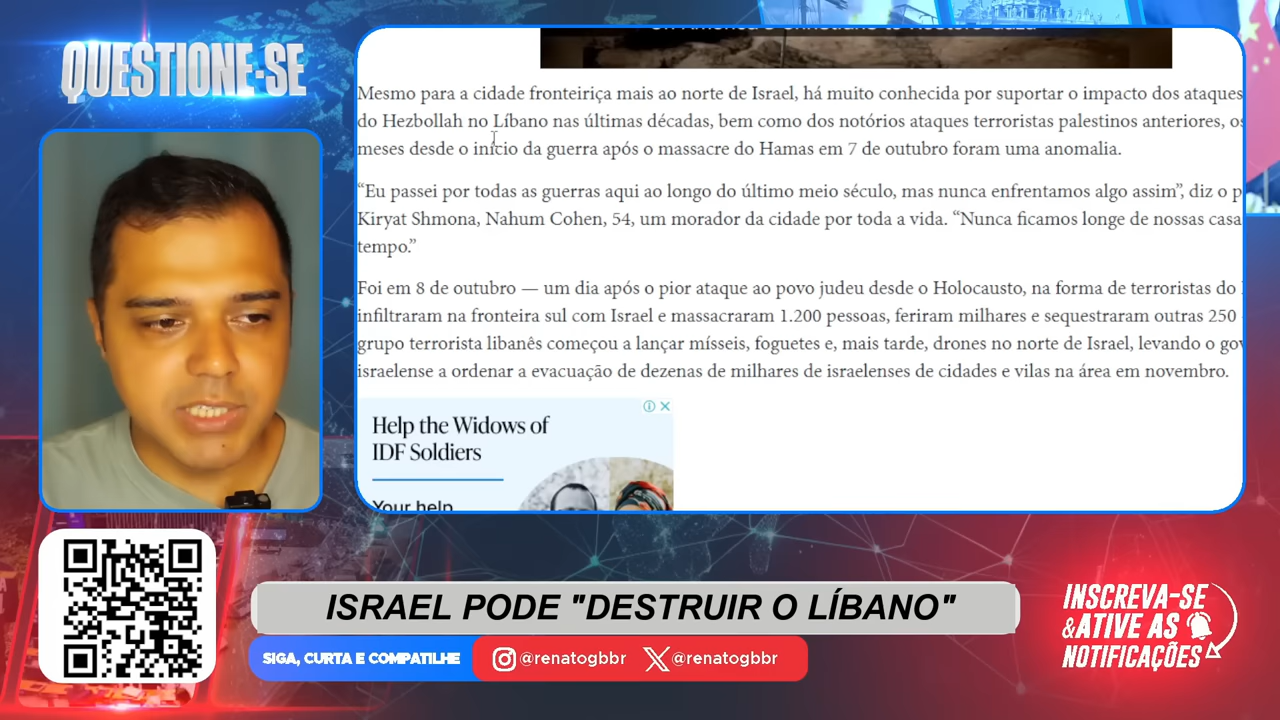 QUESTIONE-SE
Mesmo para a cidade fronteiriça mais ao norte de Israel, há muito conhecida por suportar o impacto dos ataques
do Hezbollah no Líbano nas últimas décadas, bem como dos notórios ataques terroristas palestinos anteriores,
meses desde o início da guerra após o massacre do Hamas em 7 de outubro foram uma anomalia.
“Eu passei por todas as guerras aqui ao longo do último meio século, mas nunca enfrentamos algo assim”, diz o
Kiryat Shmona, Nahum Cohen, 54, um morador da cidade por toda a vida. “Nunca ficamos longe de nossas casa
tempo.”
Foi em 8 de outubro — um dia após o pior ataque ao povo judeu desde o Holocausto, na forma de terroristas do
infiltraram na fronteira sul com Israel e massacraram 1.200 pessoas, feriram milhares e sequestraram outras 250
grupo terrorista libanês começou a lançar mísseis, foguetes e, mais tarde, drones no norte de Israel, levando o
israelense a ordenar a evacuação de dezenas de milhares de israelenses de cidades e vilas na área em novembro.
Help the Widows of
IDF Soldiers
Your help
ISRAEL PODE "DESTRUIR O LÍBANO"
SIGA, CURTA E COMPATILHE
@renatogbbr
@renatogbbr
INSCREVA-SE
&ATIVE AS
NOTIFICAÇÕES